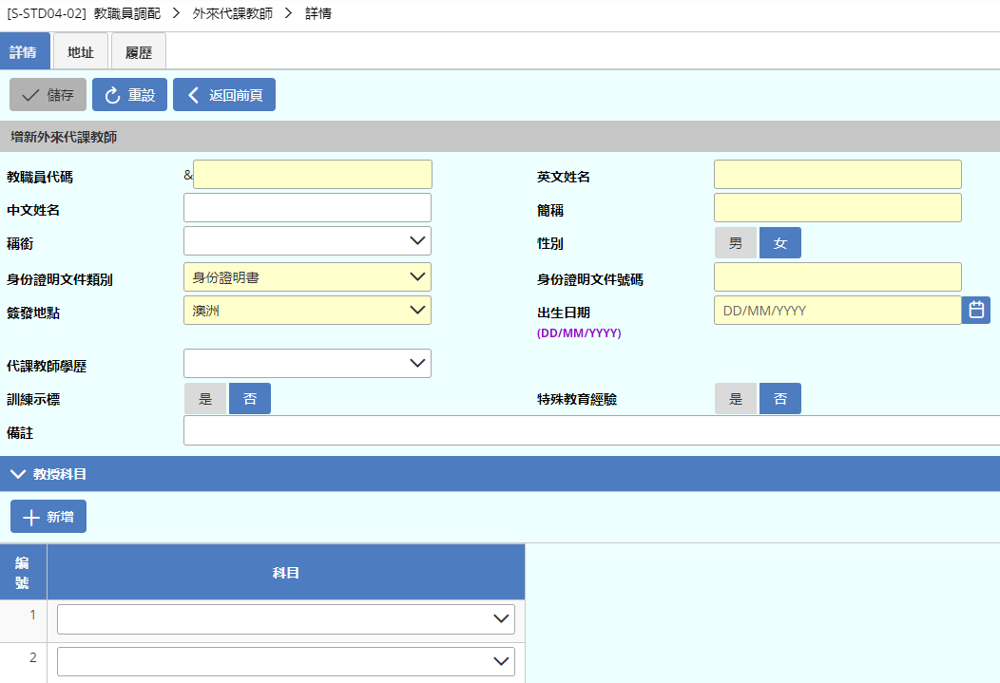 [S-STD04-02] 教職員調配 > 外來代課教師 > 詳情
詳情 地址 履歷
儲存 重設 返回前頁
增新外來代課教師
教職員代碼 & 英文姓名
中文姓名 簡稱
稱銜 性別 男 女
身份證明文件類別 身份證明書 身份證明文件號碼
簽發地點 澳洲 出生日期 DD/MM/YYYY
(DD/MM/YYYY)
代課教師學歷
訓練示標 是 否 特殊教育經驗 是 否
備註
教授科目
新增
編號 科目
1
2